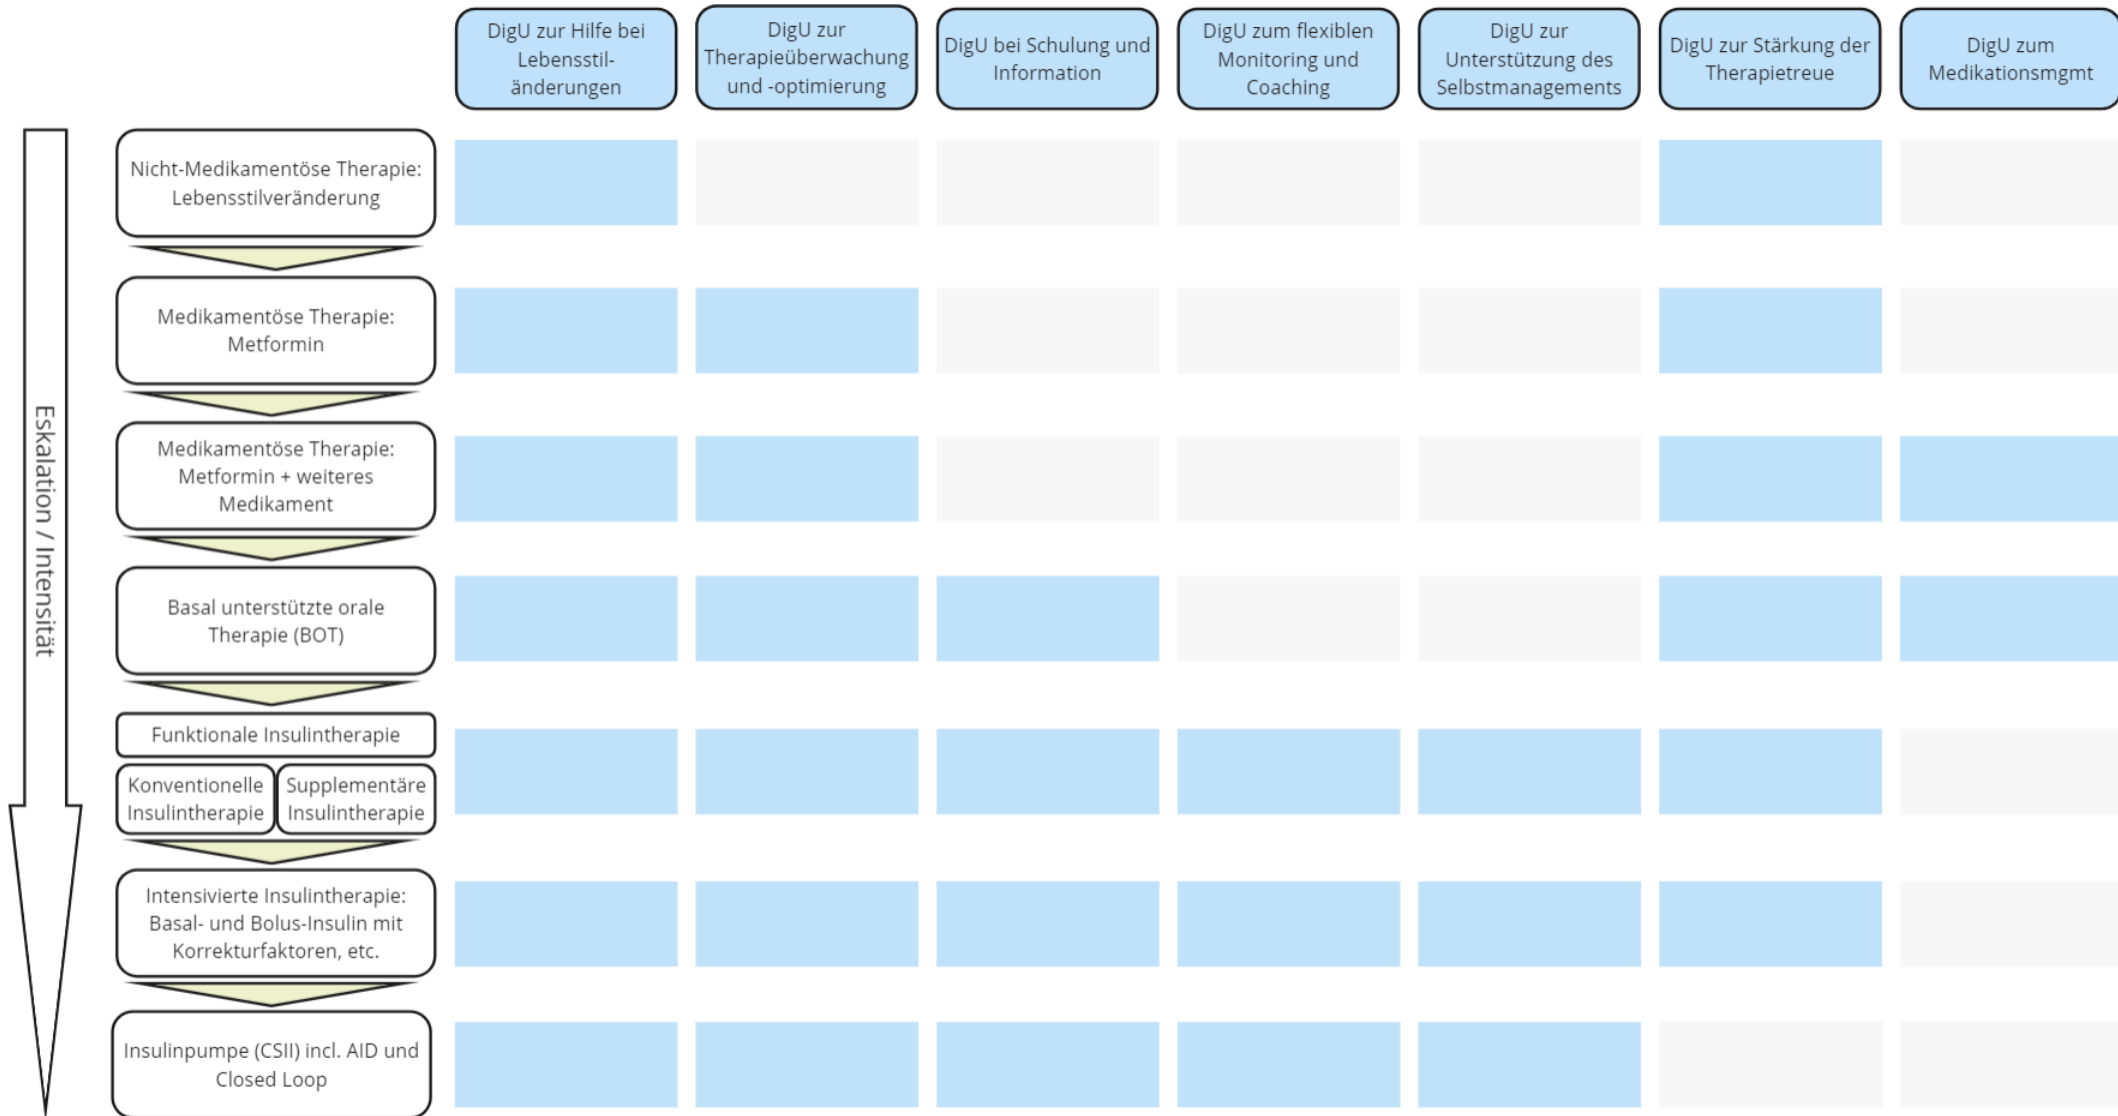 DigU zur Hilfe bei
Lebensstil-
änderungen
DigU zur
Therapieüberwachung
und -optimierung
DigU bei Schulung und
Information
DigU zum flexiblen
Monitoring und
Coaching
DigU zur
Unterstützung des
Selbstmanagements
DigU zur Stärkung der
Therapietreue
DigU zum
Medikationsmgmt
Eskalation / Intensität
Nicht-Medikamentöse Therapie:
Lebensstilveränderung
Medikamentöse Therapie:
Metformin
Medikamentöse Therapie:
Metformin + weiteres
Medikament
Basal unterstützte orale
Therapie (BOT)
Funktionale Insulintherapie
Konventionelle
Insulintherapie
Supplementäre
Insulintherapie
Intensivierte Insulintherapie:
Basal- und Bolus-Insulin mit
Korrekturfaktoren, etc.
Insulinpumpe (CSII) incl. AID und
Closed Loop